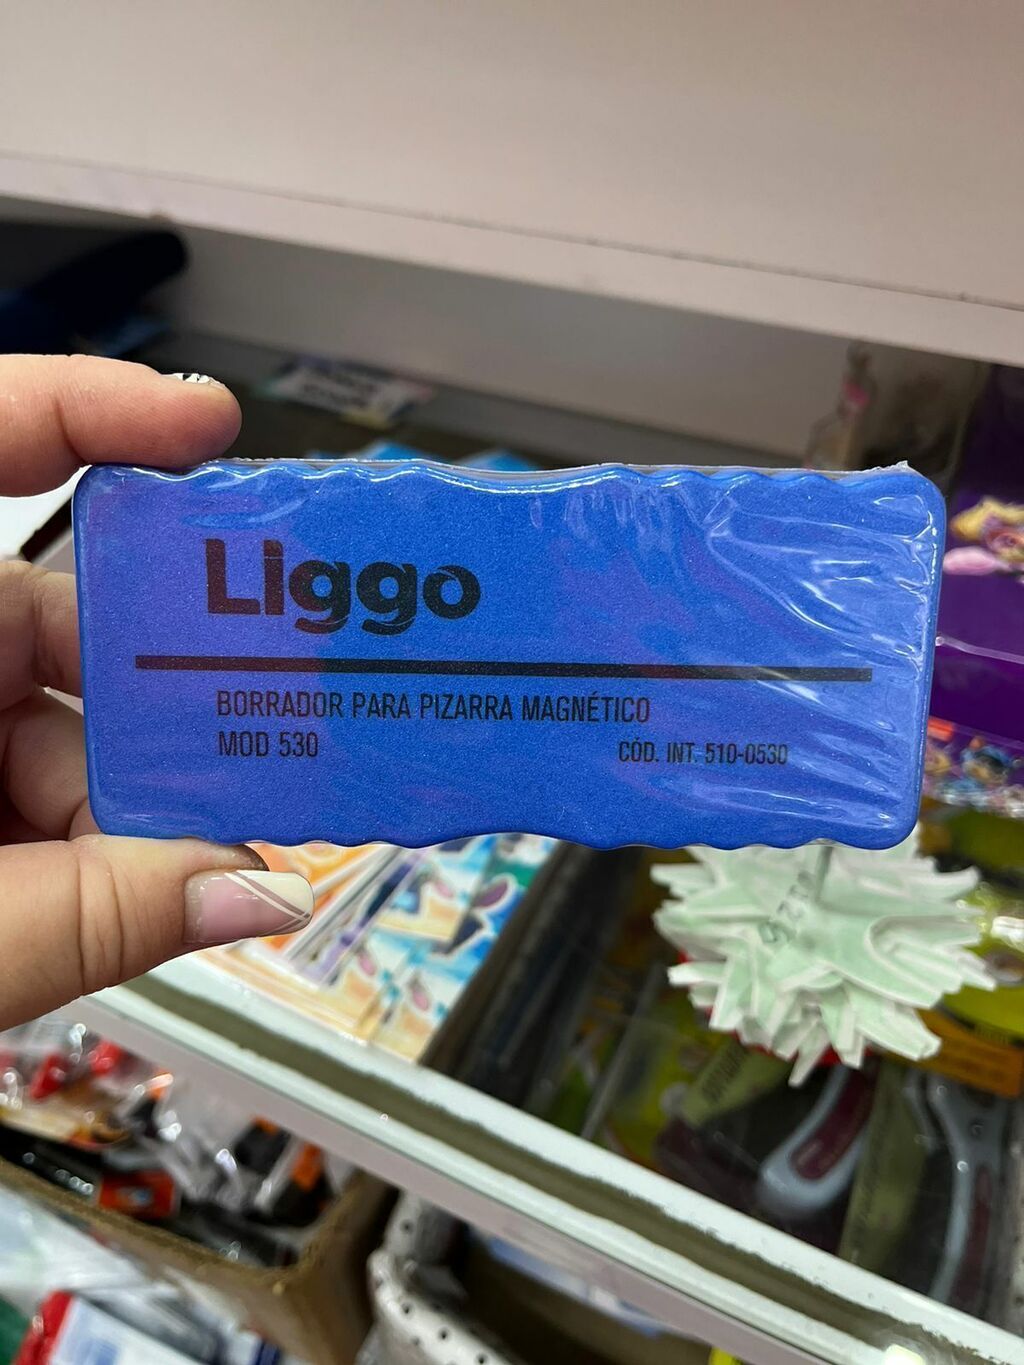 Liggo
BORRADOR PARA PIZARRA MAGNÉTICO
MOD 530
CÓD. INT. 510-0530